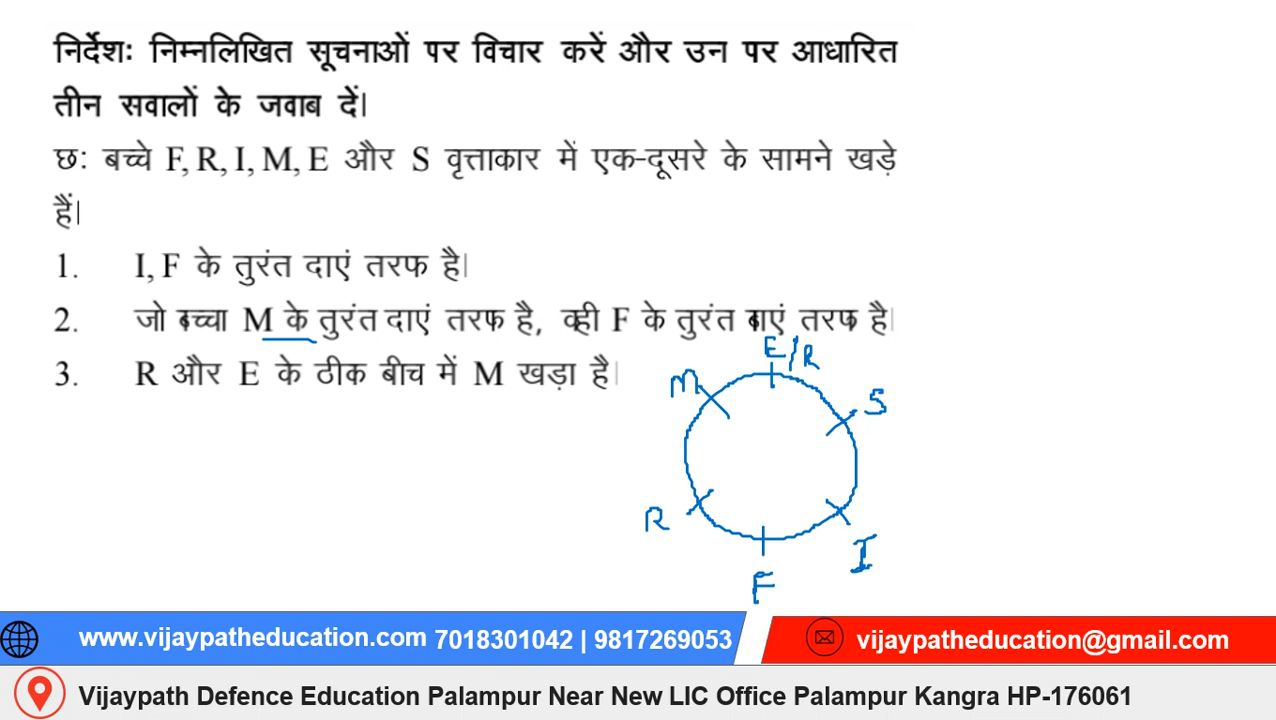 निर्देशः निम्नलिखित सूचनाओं पर विचार करें और उन पर आधारित
तीन सवालों के जवाब दें।
छः बच्चे F, R, I, M, E और S वृत्ताकार में एक-दूसरे के सामने खड़े
हैं।
1. I, F के तुरंत दाएं तरफ है।
2. जो बच्चा M के तुरंत दाएं तरफ है, वही F के तुरंत बाएं तरफ है।
3. R और E के ठीक बीच में M खड़ा है।
E/R
M
S
R
I
F
www.vijaypatheducation.com 7018301042 | 9817269053
vijaypatheducation@gmail.com
Vijaypath Defence Education Palampur Near New LIC Office Palampur Kangra HP-176061